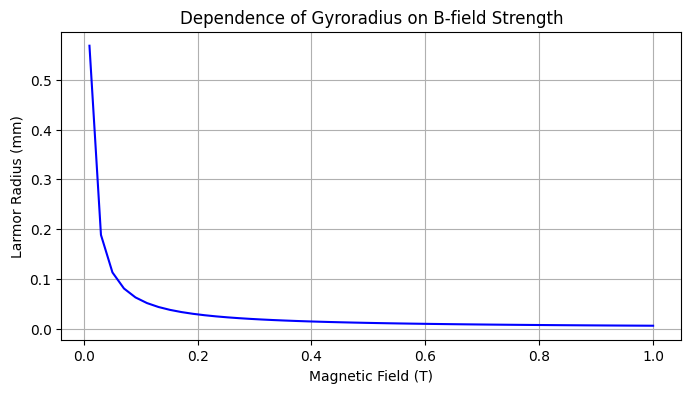 Dependence of Gyroradius on B-field Strength
Larmor Radius (mm)
0.5
0.4
0.3
0.2
0.1
0.0
0.0 0.2 0.4 0.6 0.8 1.0
Magnetic Field (T)